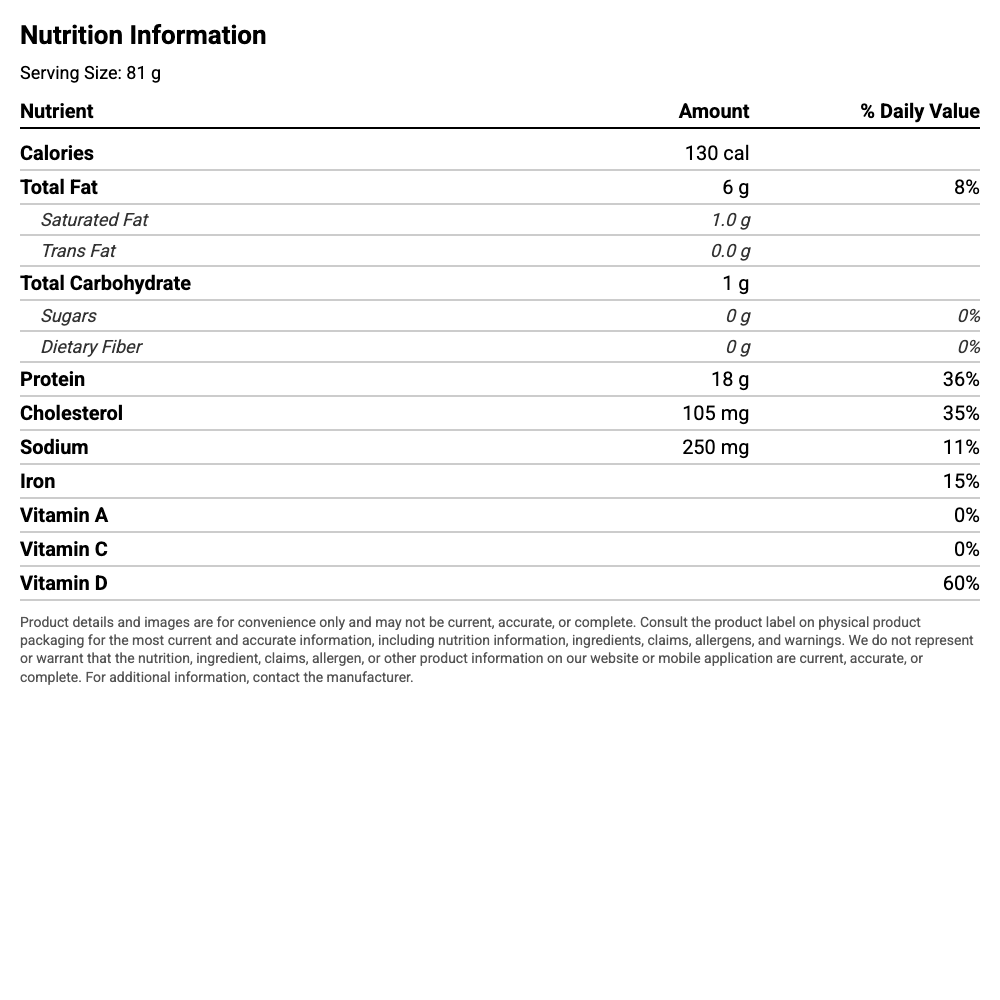 Nutrition Information
Serving Size: 81 g
Nutrient Amount % Daily Value
Calories 130 cal
Total Fat 6 g 8%
Saturated Fat 1.0 g
Trans Fat 0.0 g
Total Carbohydrate 1 g
Sugars 0 g 0%
Dietary Fiber 0 g 0%
Protein 18 g 36%
Cholesterol 105 mg 35%
Sodium 250 mg 11%
Iron 15%
Vitamin A 0%
Vitamin C 0%
Vitamin D 60%
Product details and images are for convenience only and may not be current, accurate, or complete. Consult the product label on physical product
packaging for the most current and accurate information, including nutrition information, ingredients, claims, allergens, and warnings. We do not represent
or warrant that the nutrition, ingredient, claims, allergen, or other product information on our website or mobile application are current, accurate, or
complete. For additional information, contact the manufacturer.